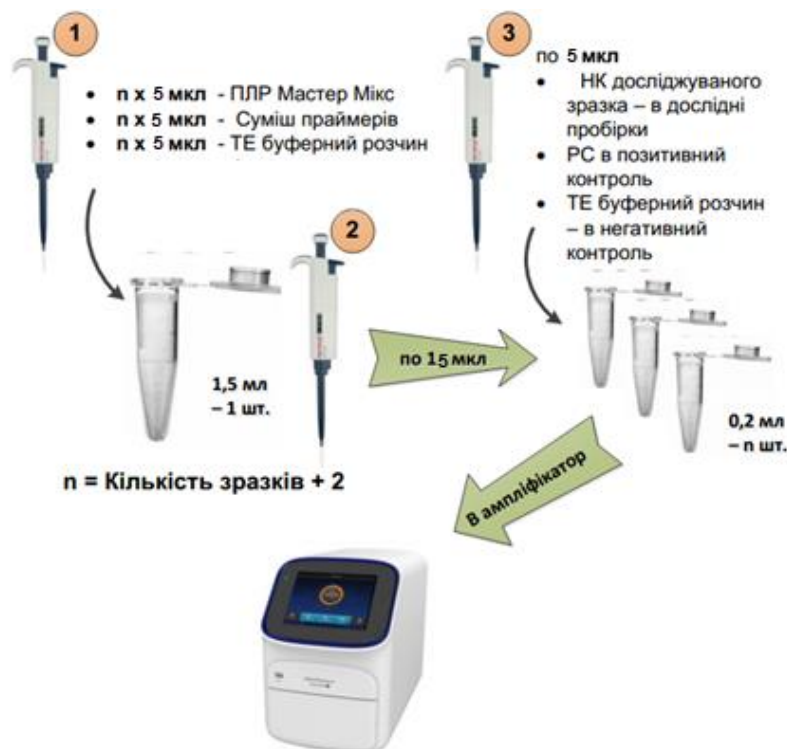 1
• n x 5 мкл - ПЛР Мастер Мікс
• n x 5 мкл - Суміш праймерів
• n x 5 мкл - ТЕ буферний розчин
2
3
по 5 мкл
• НК досліджуваного
зразка – в дослідні
пробірки
• РС в позитивний
контроль
• ТЕ буферний розчин
– в негативний
контроль
по 15 мкл
1,5 мл
– 1 шт.
0,2 мл
– n шт.
n = Кількість зразків + 2
В ампліфікатор